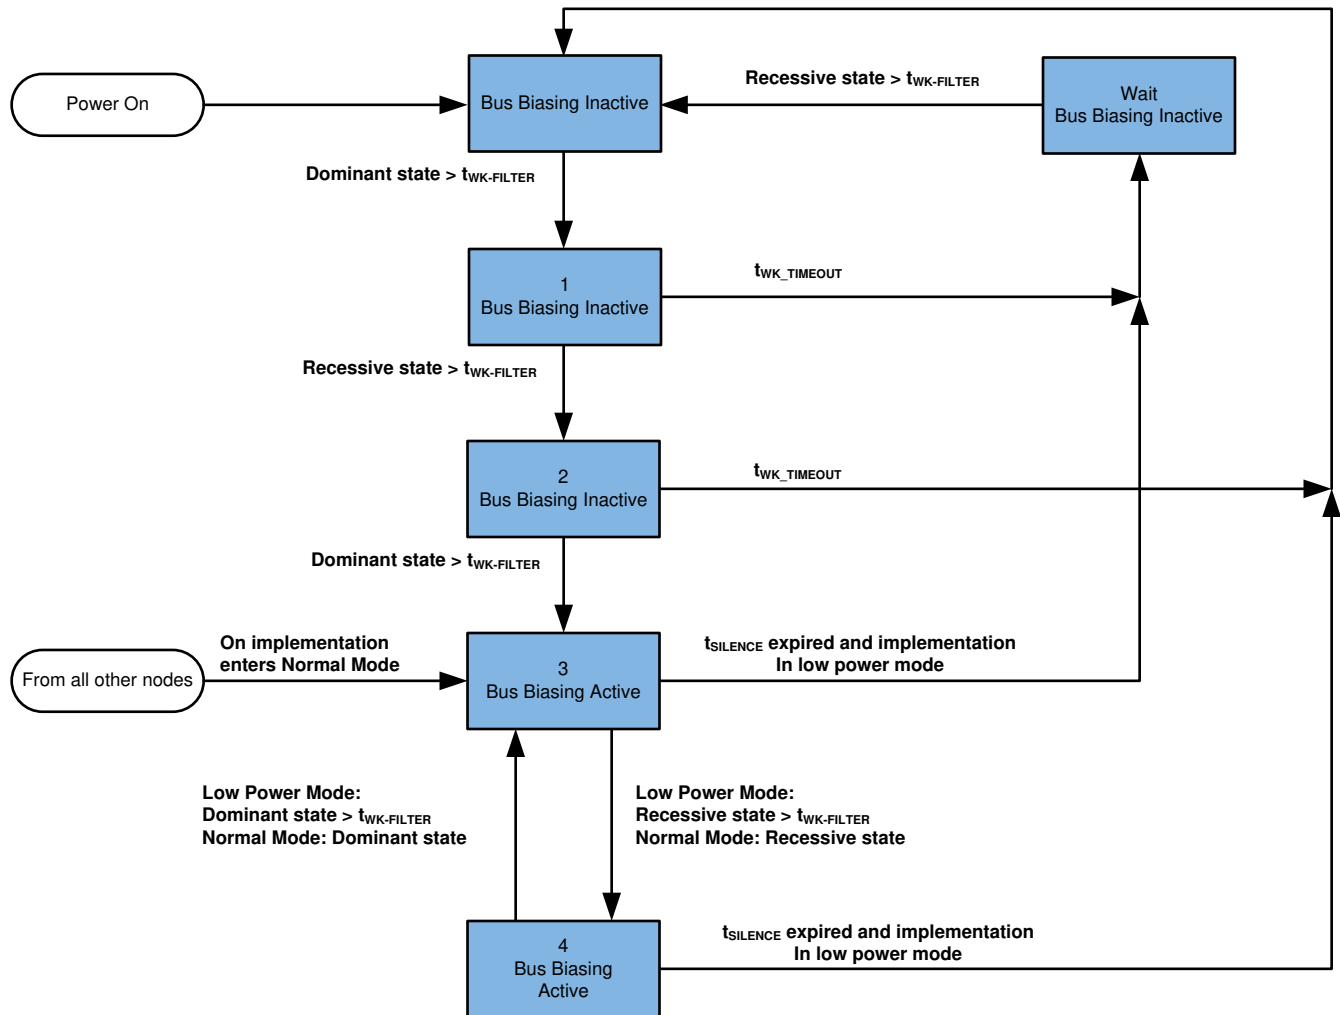 Power On
Bus Biasing Inactive
Recessive state > tWK-FILTER
Wait
Bus Biasing Inactive
Dominant state > tWK-FILTER
1
Bus Biasing Inactive
tWK_TIMEOUT
Recessive state > tWK-FILTER
2
Bus Biasing Inactive
tWK_TIMEOUT
Dominant state > tWK-FILTER
From all other nodes
On implementation
enters Normal Mode
3
Bus Biasing Active
tSILENCE expired and implementation
In low power mode
Low Power Mode:
Dominant state > tWK-FILTER
Normal Mode: Dominant state
Low Power Mode:
Recessive state > tWK-FILTER
Normal Mode: Recessive state
4
Bus Biasing
Active
tSILENCE expired and implementation
In low power mode